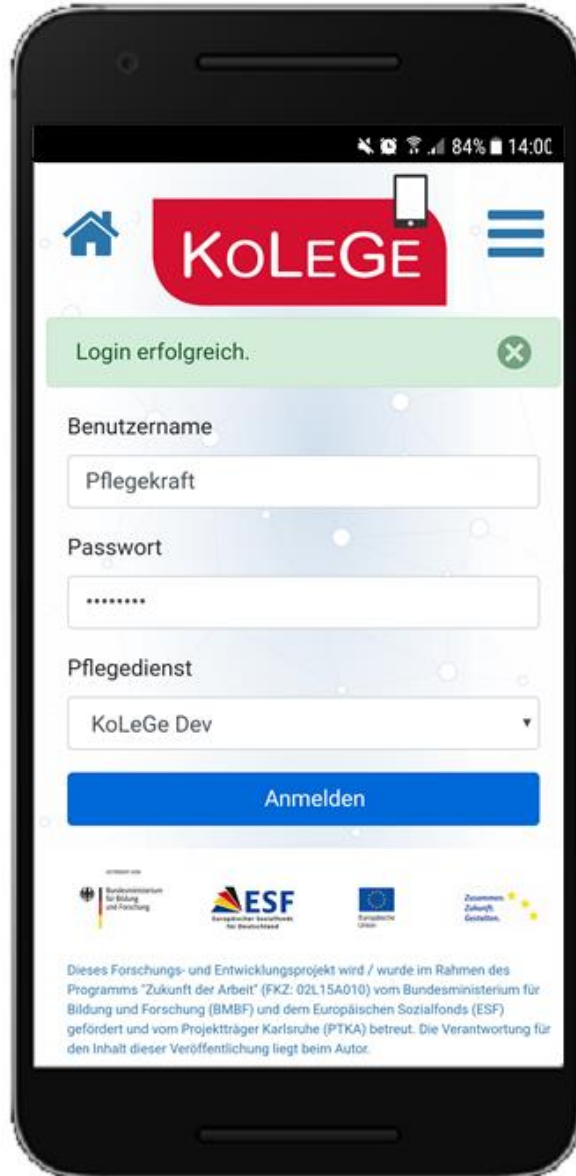 84% 14:00
KOLEGE
Login erfolgreich.
Benutzername
Pflegekraft
Passwort
••••••••
Pflegedienst
KoLeGe Dev
Anmelden
GEFÖRDERT VOM
Bundesministerium
für Bildung
und Forschung
ESF
Europäischer Sozialfonds
für Deutschland
Europäische
Union
Zusammen.
Zukunft.
Gestalten.
Dieses Forschungs- und Entwicklungsprojekt wird / wurde im Rahmen des
Programms "Zukunft der Arbeit" (FKZ: 02L15A010) vom Bundesministerium für
Bildung und Forschung (BMBF) und dem Europäischen Sozialfonds (ESF)
gefördert und vom Projektträger Karlsruhe (PTKA) betreut. Die Verantwortung für
den Inhalt dieser Veröffentlichung liegt beim Autor.